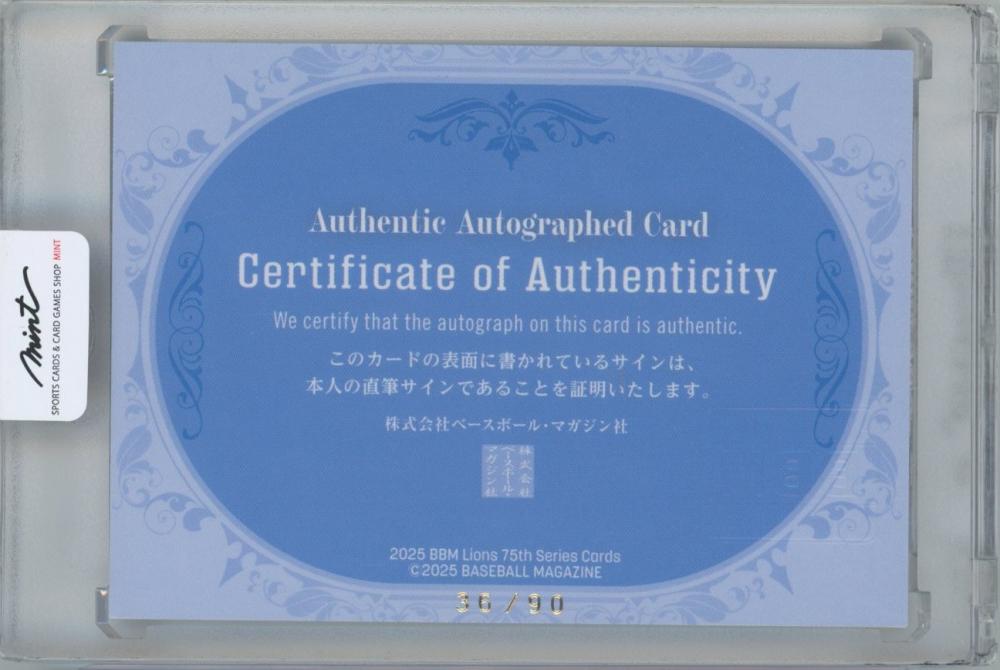 Authentic Autographed Card
Certificate of Authenticity
We certify that the autograph on this card is authentic.
このカードの表面に書かれているサインは、
本人の直筆サインであることを証明いたします。
株式会社ベースボール・マガジン社
株式会社
ベースボール・
マガジン社
2025 BBM Lions 75th Series Cards
©2025 BASEBALL MAGAZINE
36/90
mint
SPORTS CARDS & CARD GAMES SHOP MINT